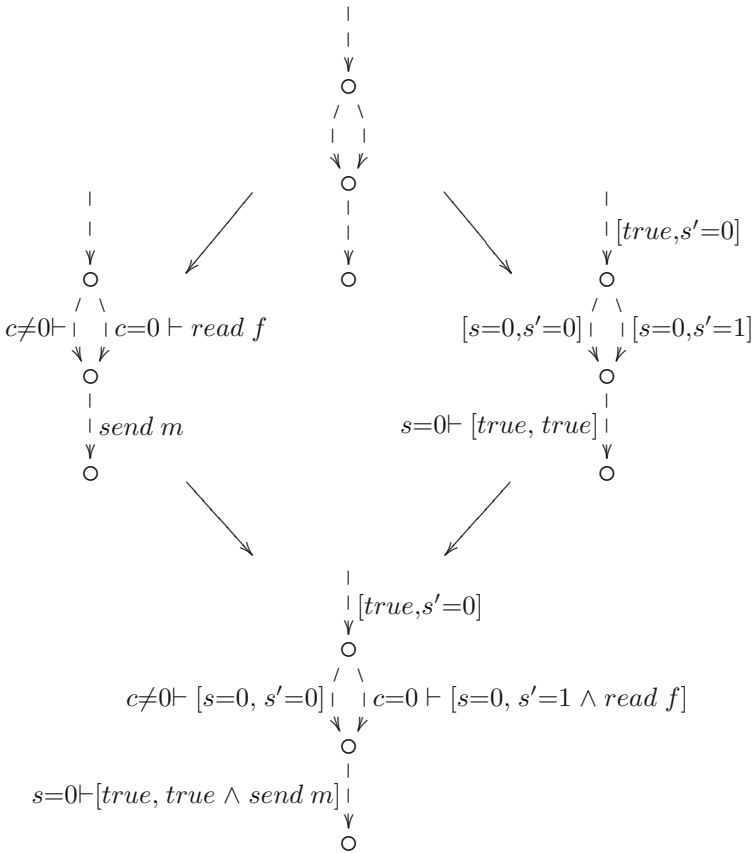 [true,s′=0]
c≠0⊢ c=0 ⊢ read f [s=0,s′=0] [s=0,s′=1]
send m s=0⊢ [true, true]
[true,s′=0]
c≠0⊢ [s=0, s′=0] c=0 ⊢ [s=0, s′=1 ∧ read f]
s=0⊢[true, true ∧ send m]